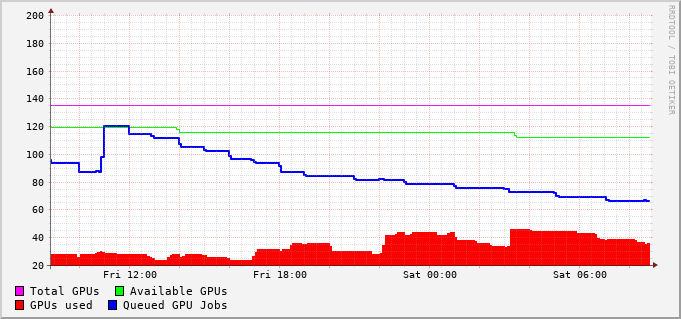 200
180
160
140
120
100
80
60
40
20
Fri 12:00 Fri 18:00 Sat 00:00 Sat 06:00
Total GPUs Available GPUs
GPUs used Queued GPU Jobs
RRDTOOL / TOBI OETIKER